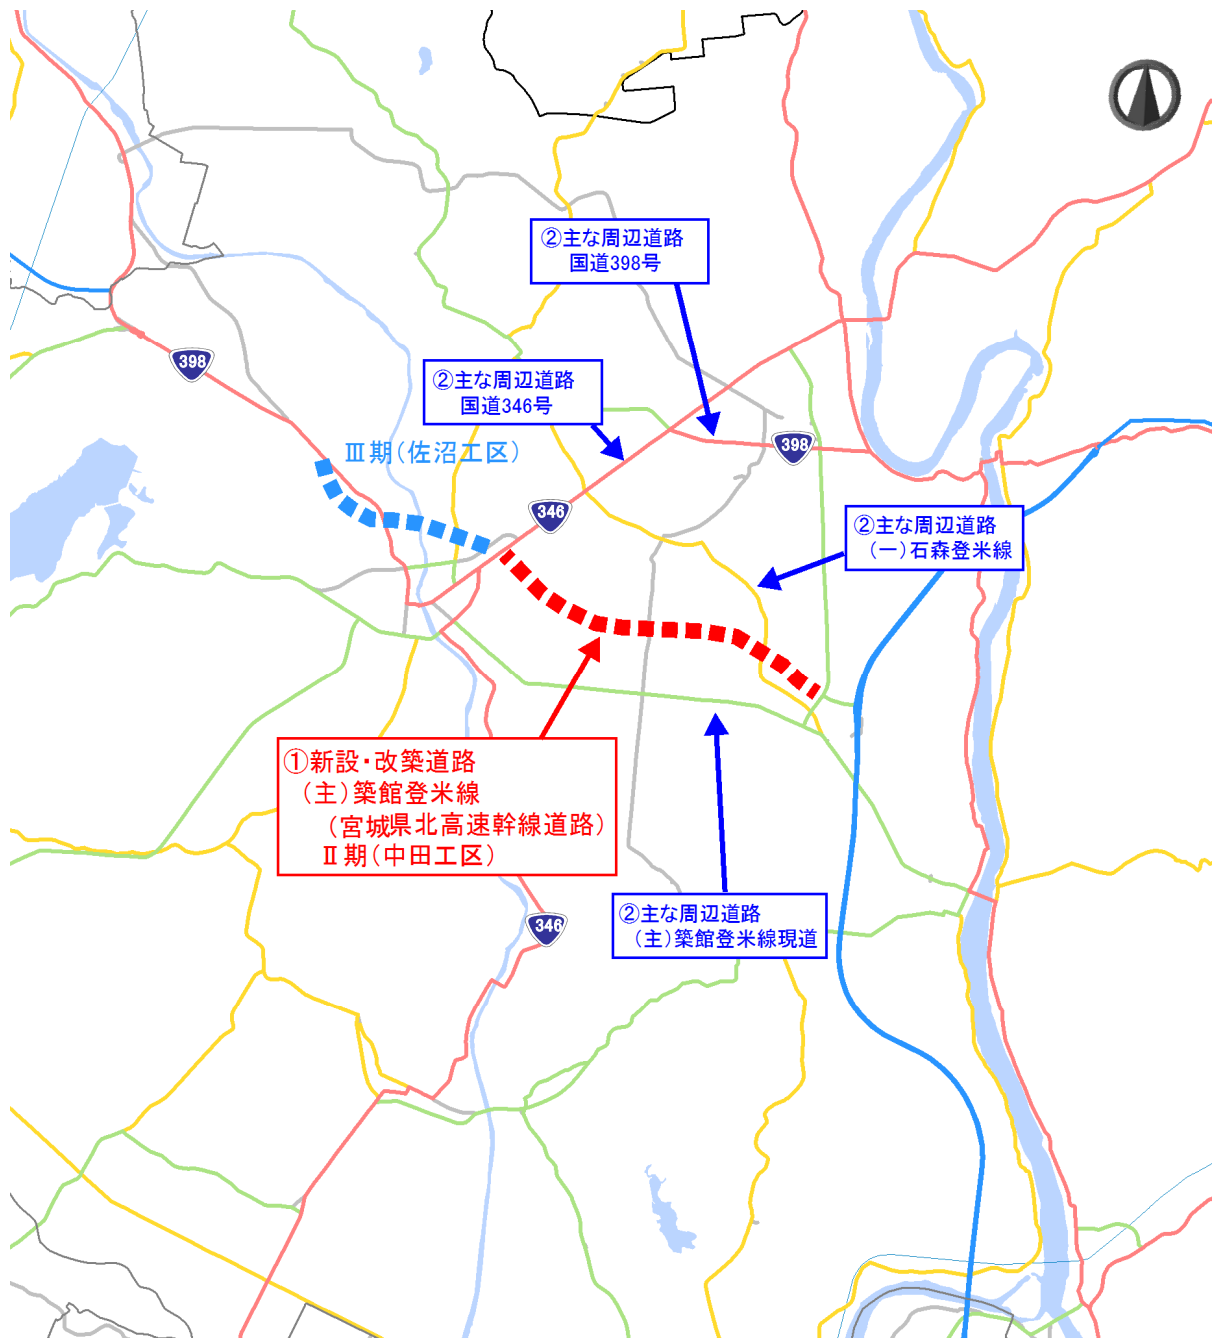 ②主な周辺道路
国道398号
398
②主な周辺道路
国道346号
Ⅲ期(佐沼工区)
398
346
②主な周辺道路
(一)石森登米線
①新設・改築道路
(主)築館登米線
(宮城県北高速幹線道路)
Ⅱ期(中田工区)
②主な周辺道路
(主)築館登米線現道
346